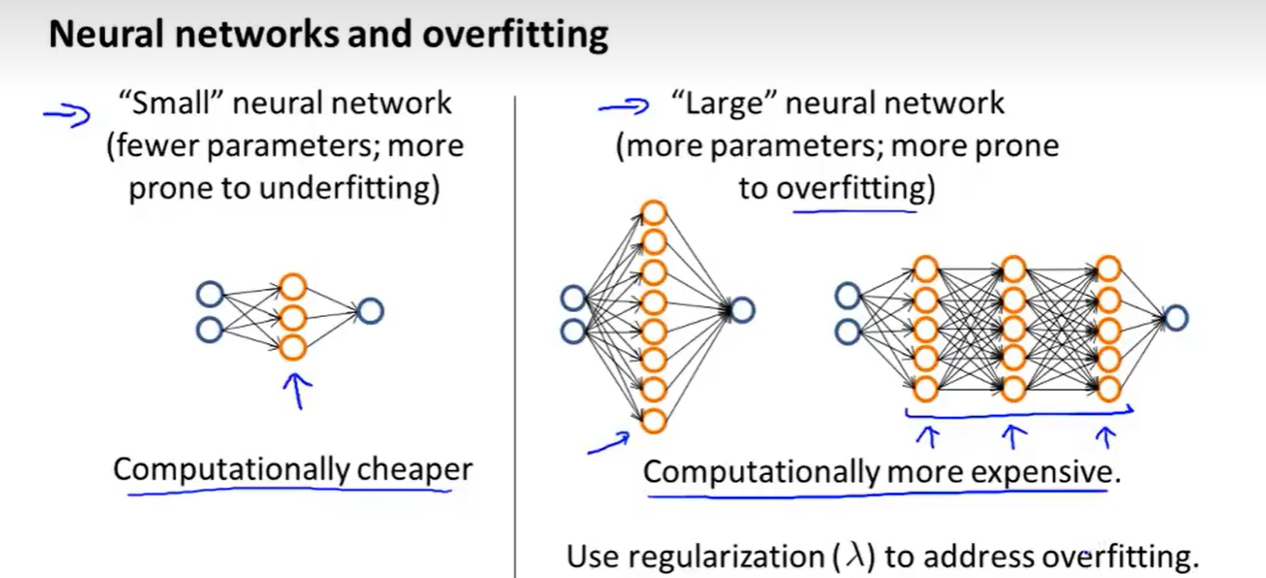 Neural networks and overfitting
“Small” neural network
(fewer parameters; more
prone to underfitting)
Computationally cheaper
“Large” neural network
(more parameters; more prone
to overfitting)
Computationally more expensive.
Use regularization (λ) to address overfitting.